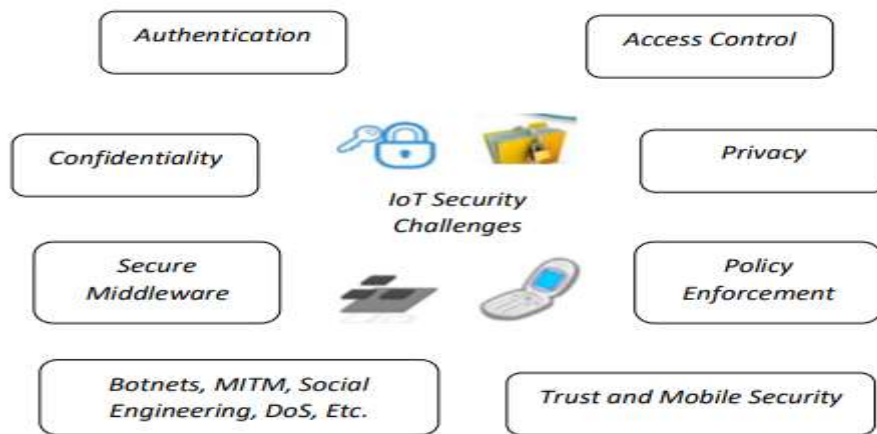 Authentication
Access Control
Confidentiality
Privacy
IoT Security
Challenges
Secure
Middleware
Policy
Enforcement
Botnets, MITM, Social
Engineering, DoS, Etc.
Trust and Mobile Security